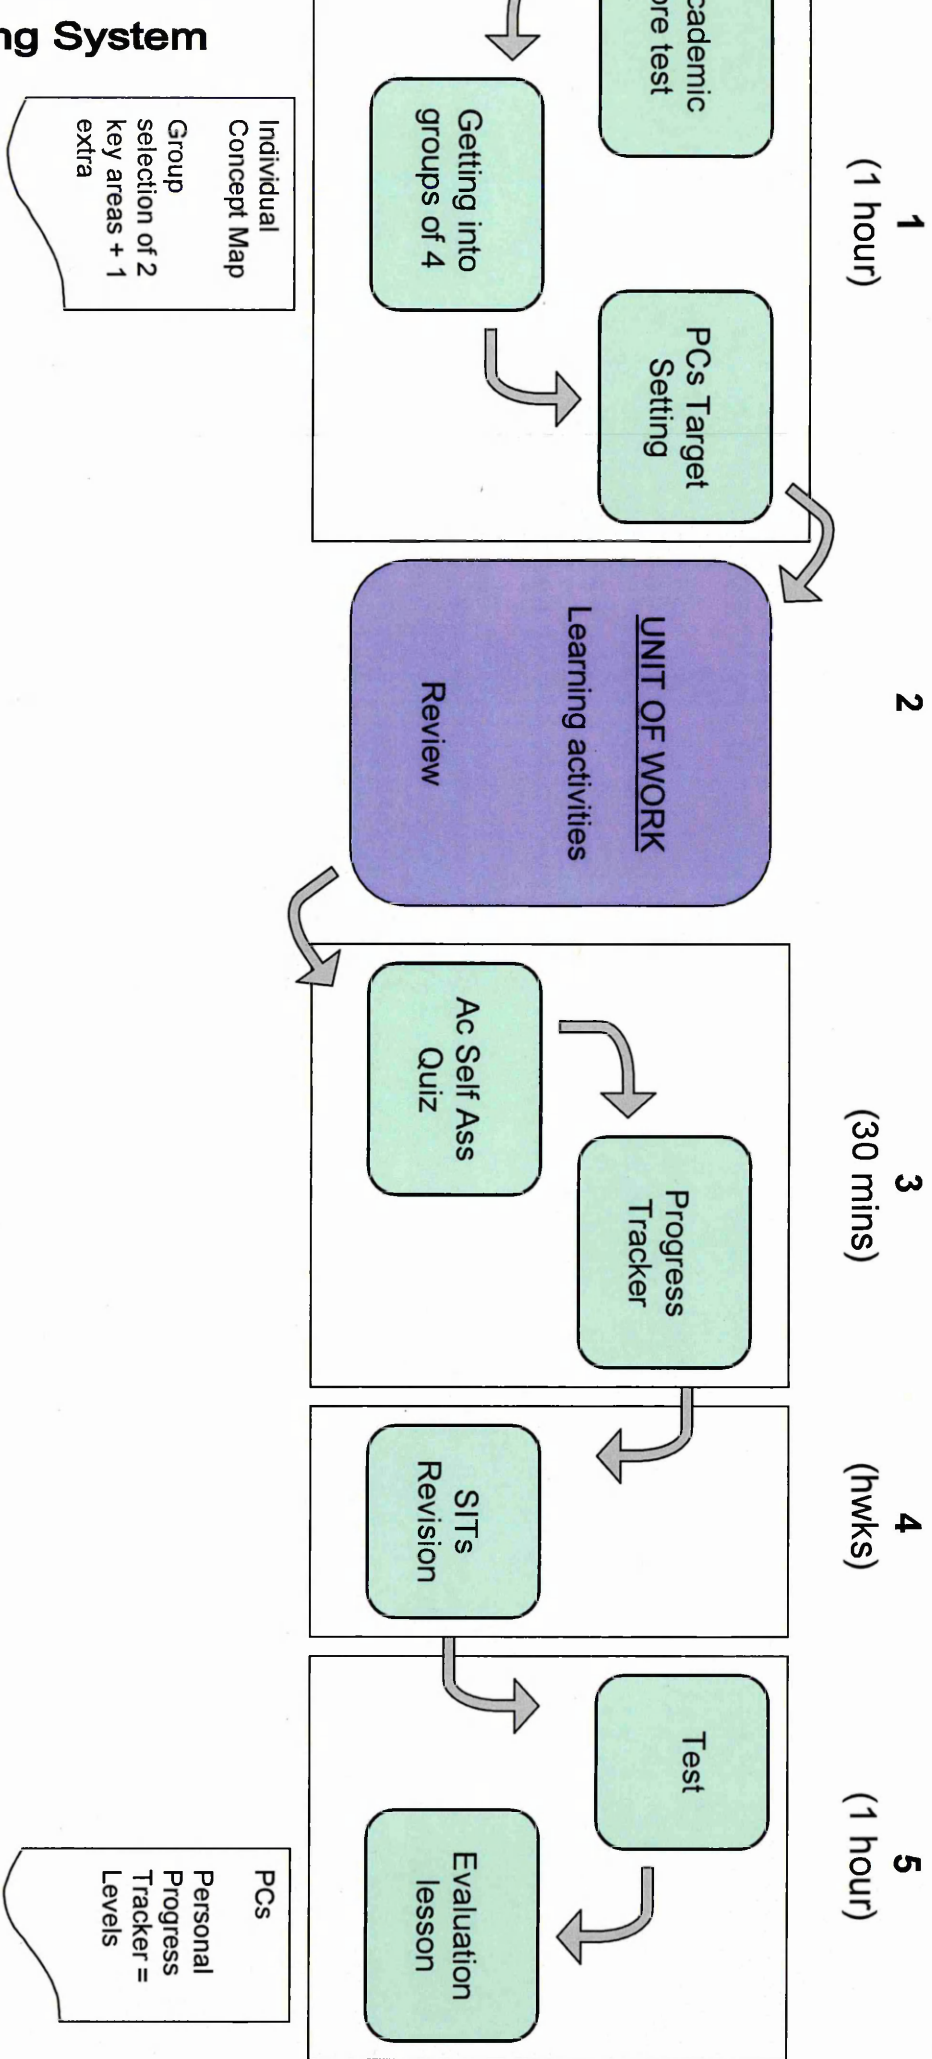 ng System
1
(1 hour)
cademic
re test
Getting into
groups of 4
PCs Target
Setting
Individual
Concept Map
Group
selection of 2
key areas + 1
extra
2
UNIT OF WORK
Learning activities
Review
3
(30 mins)
Ac Self Ass
Quiz
Progress
Tracker
4
(hwks)
SITs
Revision
5
(1 hour)
Test
Evaluation
lesson
PCs
Personal
Progress
Tracker =
Levels